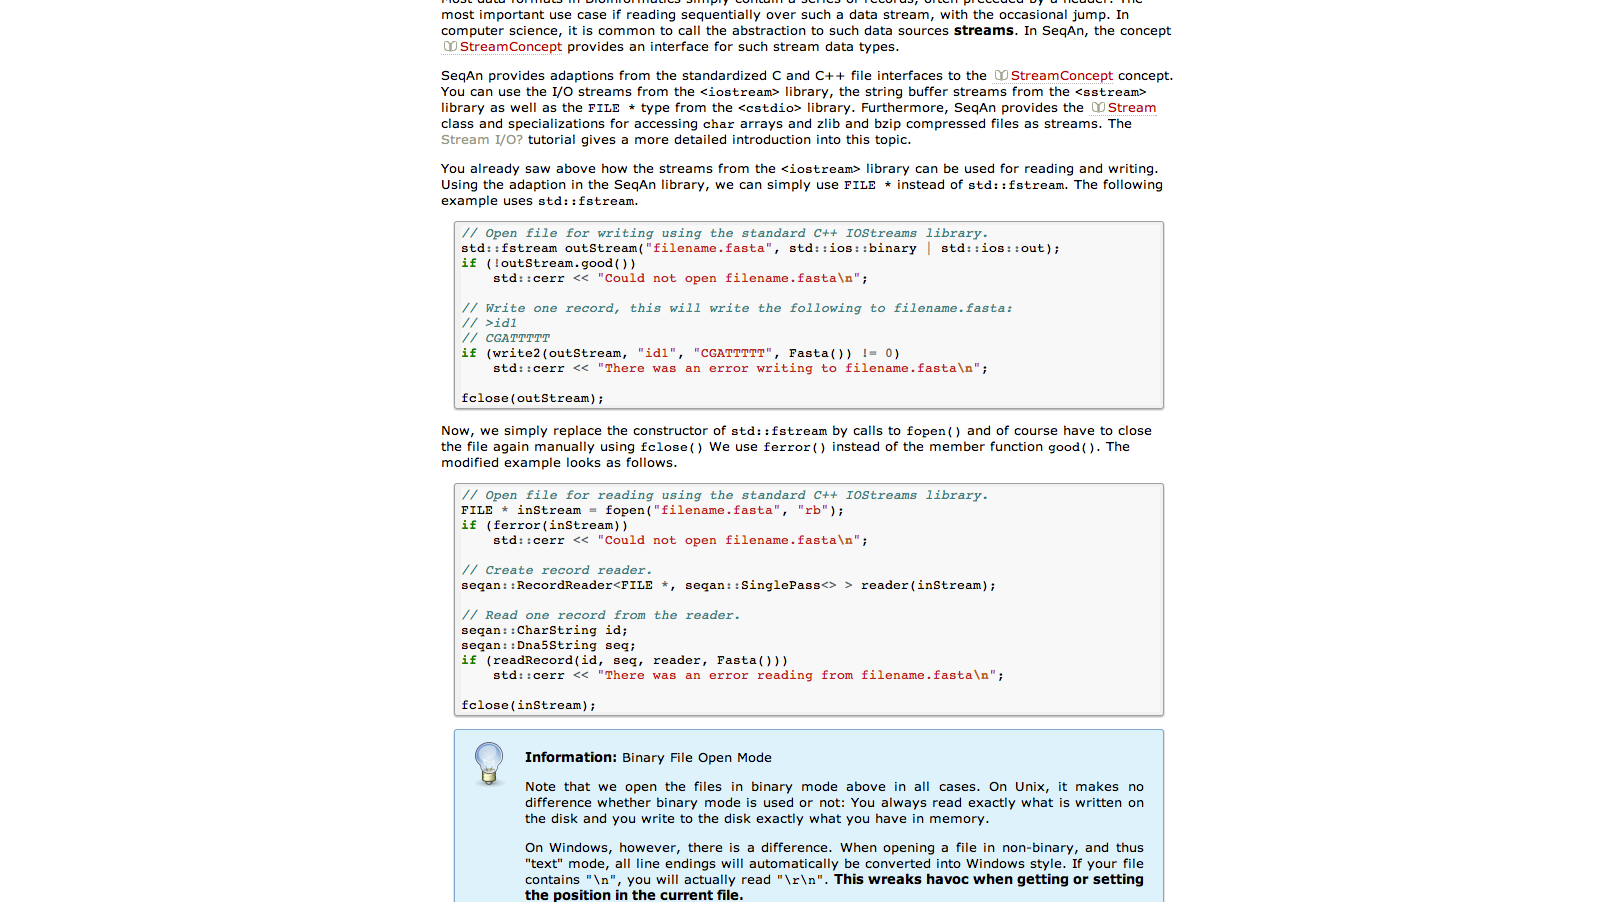 Most data formats in Bioinformatics simply contain a series of records, often preceded by a header. The
most important use case if reading sequentially over such a data stream, with the occasional jump. In
computer science, it is common to call the abstraction to such data sources streams. In SeqAn, the concept
StreamConcept provides an interface for such stream data types.
SeqAn provides adaptions from the standardized C and C++ file interfaces to the StreamConcept concept.
You can use the I/O streams from the <iostream> library, the string buffer streams from the <sstream>
library as well as the FILE * type from the <cstdio> library. Furthermore, SeqAn provides the Stream
class and specializations for accessing char arrays and zlib and bzip compressed files as streams. The
Stream I/O? tutorial gives a more detailed introduction into this topic.
You already saw above how the streams from the <iostream> library can be used for reading and writing.
Using the adaption in the SeqAn library, we can simply use FILE * instead of std::fstream. The following
example uses std::fstream.
// Open file for writing using the standard C++ IOStreams library.
std::fstream outStream("filename.fasta", std::ios::binary | std::ios::out);
if (!outStream.good())
    std::cerr << "Could not open filename.fasta\n";
// Write one record, this will write the following to filename.fasta:
// >id1
// CGATTTTT
if (write2(outStream, "id1", "CGATTTTT", Fasta()) != 0)
    std::cerr << "There was an error writing to filename.fasta\n";
fclose(outStream);
Now, we simply replace the constructor of std::fstream by calls to fopen() and of course have to close
the file again manually using fclose() We use ferror() instead of the member function good(). The
modified example looks as follows.
// Open file for reading using the standard C++ IOStreams library.
FILE * inStream = fopen("filename.fasta", "rb");
if (ferror(inStream))
    std::cerr << "Could not open filename.fasta\n";
// Create record reader.
seqan::RecordReader<FILE *, seqan::SinglePass<> > reader(inStream);
// Read one record from the reader.
seqan::CharString id;
seqan::Dna5String seq;
if (readRecord(id, seq, reader, Fasta()))
    std::cerr << "There was an error reading from filename.fasta\n";
fclose(inStream);
Information: Binary File Open Mode
Note that we open the files in binary mode above in all cases. On Unix, it makes no
difference whether binary mode is used or not: You always read exactly what is written on
the disk and you write to the disk exactly what you have in memory.
On Windows, however, there is a difference. When opening a file in non-binary, and thus
"text" mode, all line endings will automatically be converted into Windows style. If your file
contains "\n", you will actually read "\r\n". This wreaks havoc when getting or setting
the position in the current file.